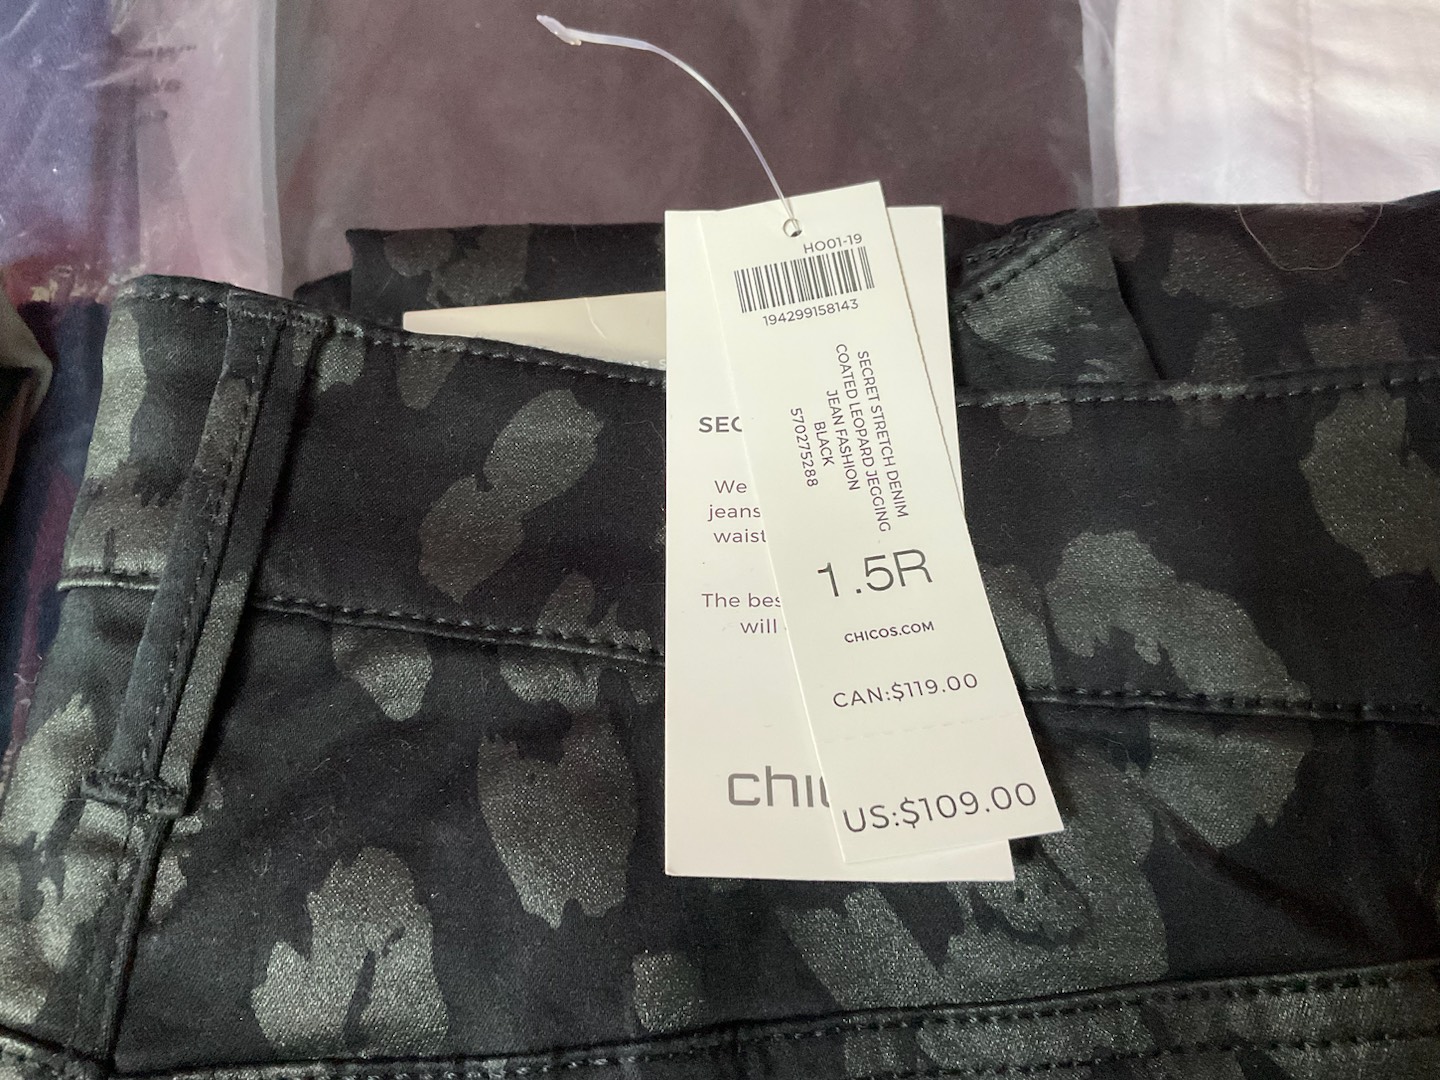 HO01-19
194299158143
SECRET STRETCH DENIM
COATED LEOPARD JEGGING
JEAN FASHION
BLACK
570275288
1.5R
CHICOS.COM
CAN:$119.00
US:$109.00
SEC
We
jeans
waist
The bes
will
chic